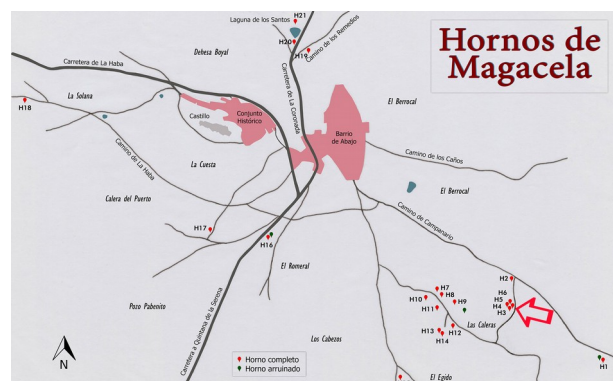 Hornos de
Magacela
H21
Laguna de los Santos
H20
H19
Camino de los Remedios
Dehesa Boyal
Carretera de La Haba
Carretera de La Coronada
La Solana
H18
Castillo
Conjunto
Histórico
Barrio
de Abajo
El Berrocal
Camino de los Caños
La Cuesta
Camino de La Haba
Calera del Puerto
El Berrocal
Camino de Campanario
H17
H16
El Romeral
H2
H7
H8
H6
H5
H4
H3
H10
H9
H11
Pozo Pabenito
Carretera a Quintana de la Serena
Las Caleras
H13
H12
H14
Los Cabezos
N
Horno completo
Horno arruinado
H1
El Egido